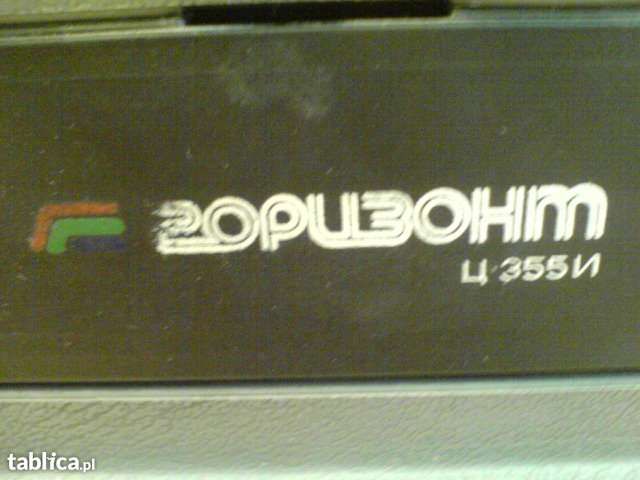 горизонт
Ц-355И
tablica.pl